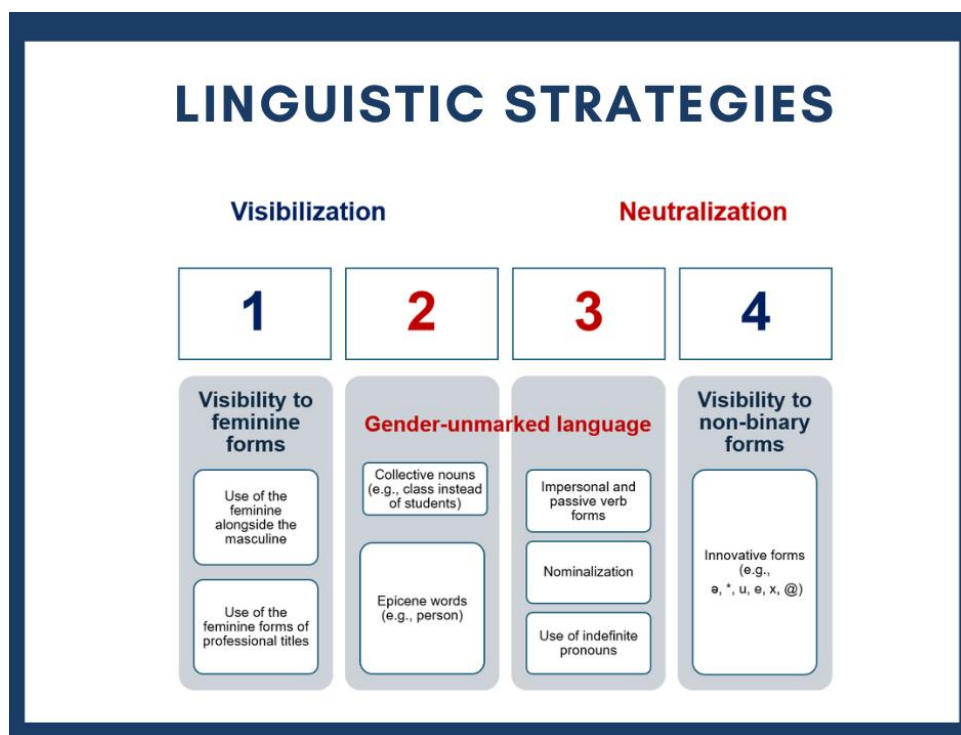 LINGUISTIC STRATEGIES
Visibilization
Neutralization
1
2
3
4
Visibility to
feminine
forms
Use of the
feminine
alongside the
masculine
Use of the
feminine forms of
professional titles
Gender-unmarked language
Collective nouns
(e.g., class instead
of students)
Epicene words
(e.g., person)
Impersonal and
passive verb
forms
Nominalization
Use of indefinite
pronouns
Visibility to
non-binary
forms
Innovative forms
(e.g.,
ə, *, u, e, x, @)